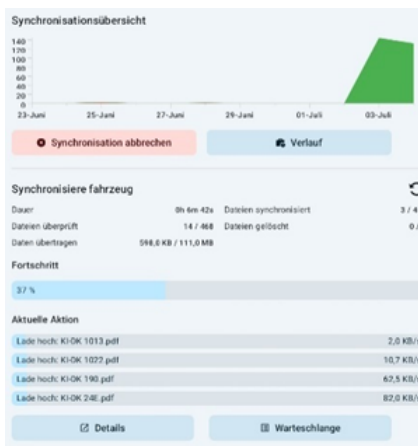 Synchronisationsübersicht
140
120
100
80
60
40
20
0
23-Juni 25-Juni 27-Juni 29-Juni 01-Juli 03-Juli
Synchronisation abbrechen Verlauf
Synchronisiere fahrzeug
Dauer 0h 6m 42s Dateien synchronisiert 3 / 4
Dateien überprüft 14 / 468 Dateien gelöscht 0 /
Daten übertragen 598,0 KB / 111,0 MB
Fortschritt
37 %
Aktuelle Aktion
Lade hoch: KI-DK 1013.pdf 2,0 KB/
Lade hoch: KI-DK 1022.pdf 10,7 KB/
Lade hoch: KI-DK 190.pdf 62,5 KB/
Lade hoch: KI-DK 24E.pdf 82,0 KB/
Details Warteschlange